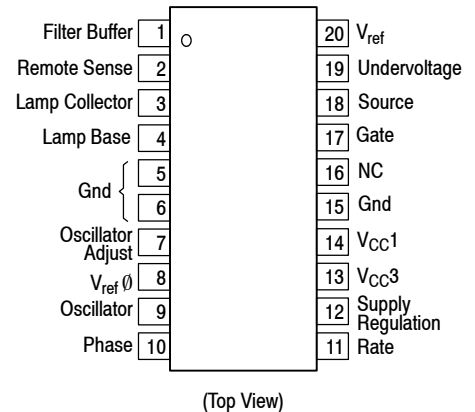 Filter Buffer 1
Remote Sense 2
Lamp Collector 3
Lamp Base 4
Gnd 5
6
Oscillator Adjust 7
Vref Ø 8
Oscillator 9
Phase 10
20 Vref
19 Undervoltage
18 Source
17 Gate
16 NC
15 Gnd
14 VCC1
13 VCC3
12 Supply Regulation
11 Rate
(Top View)